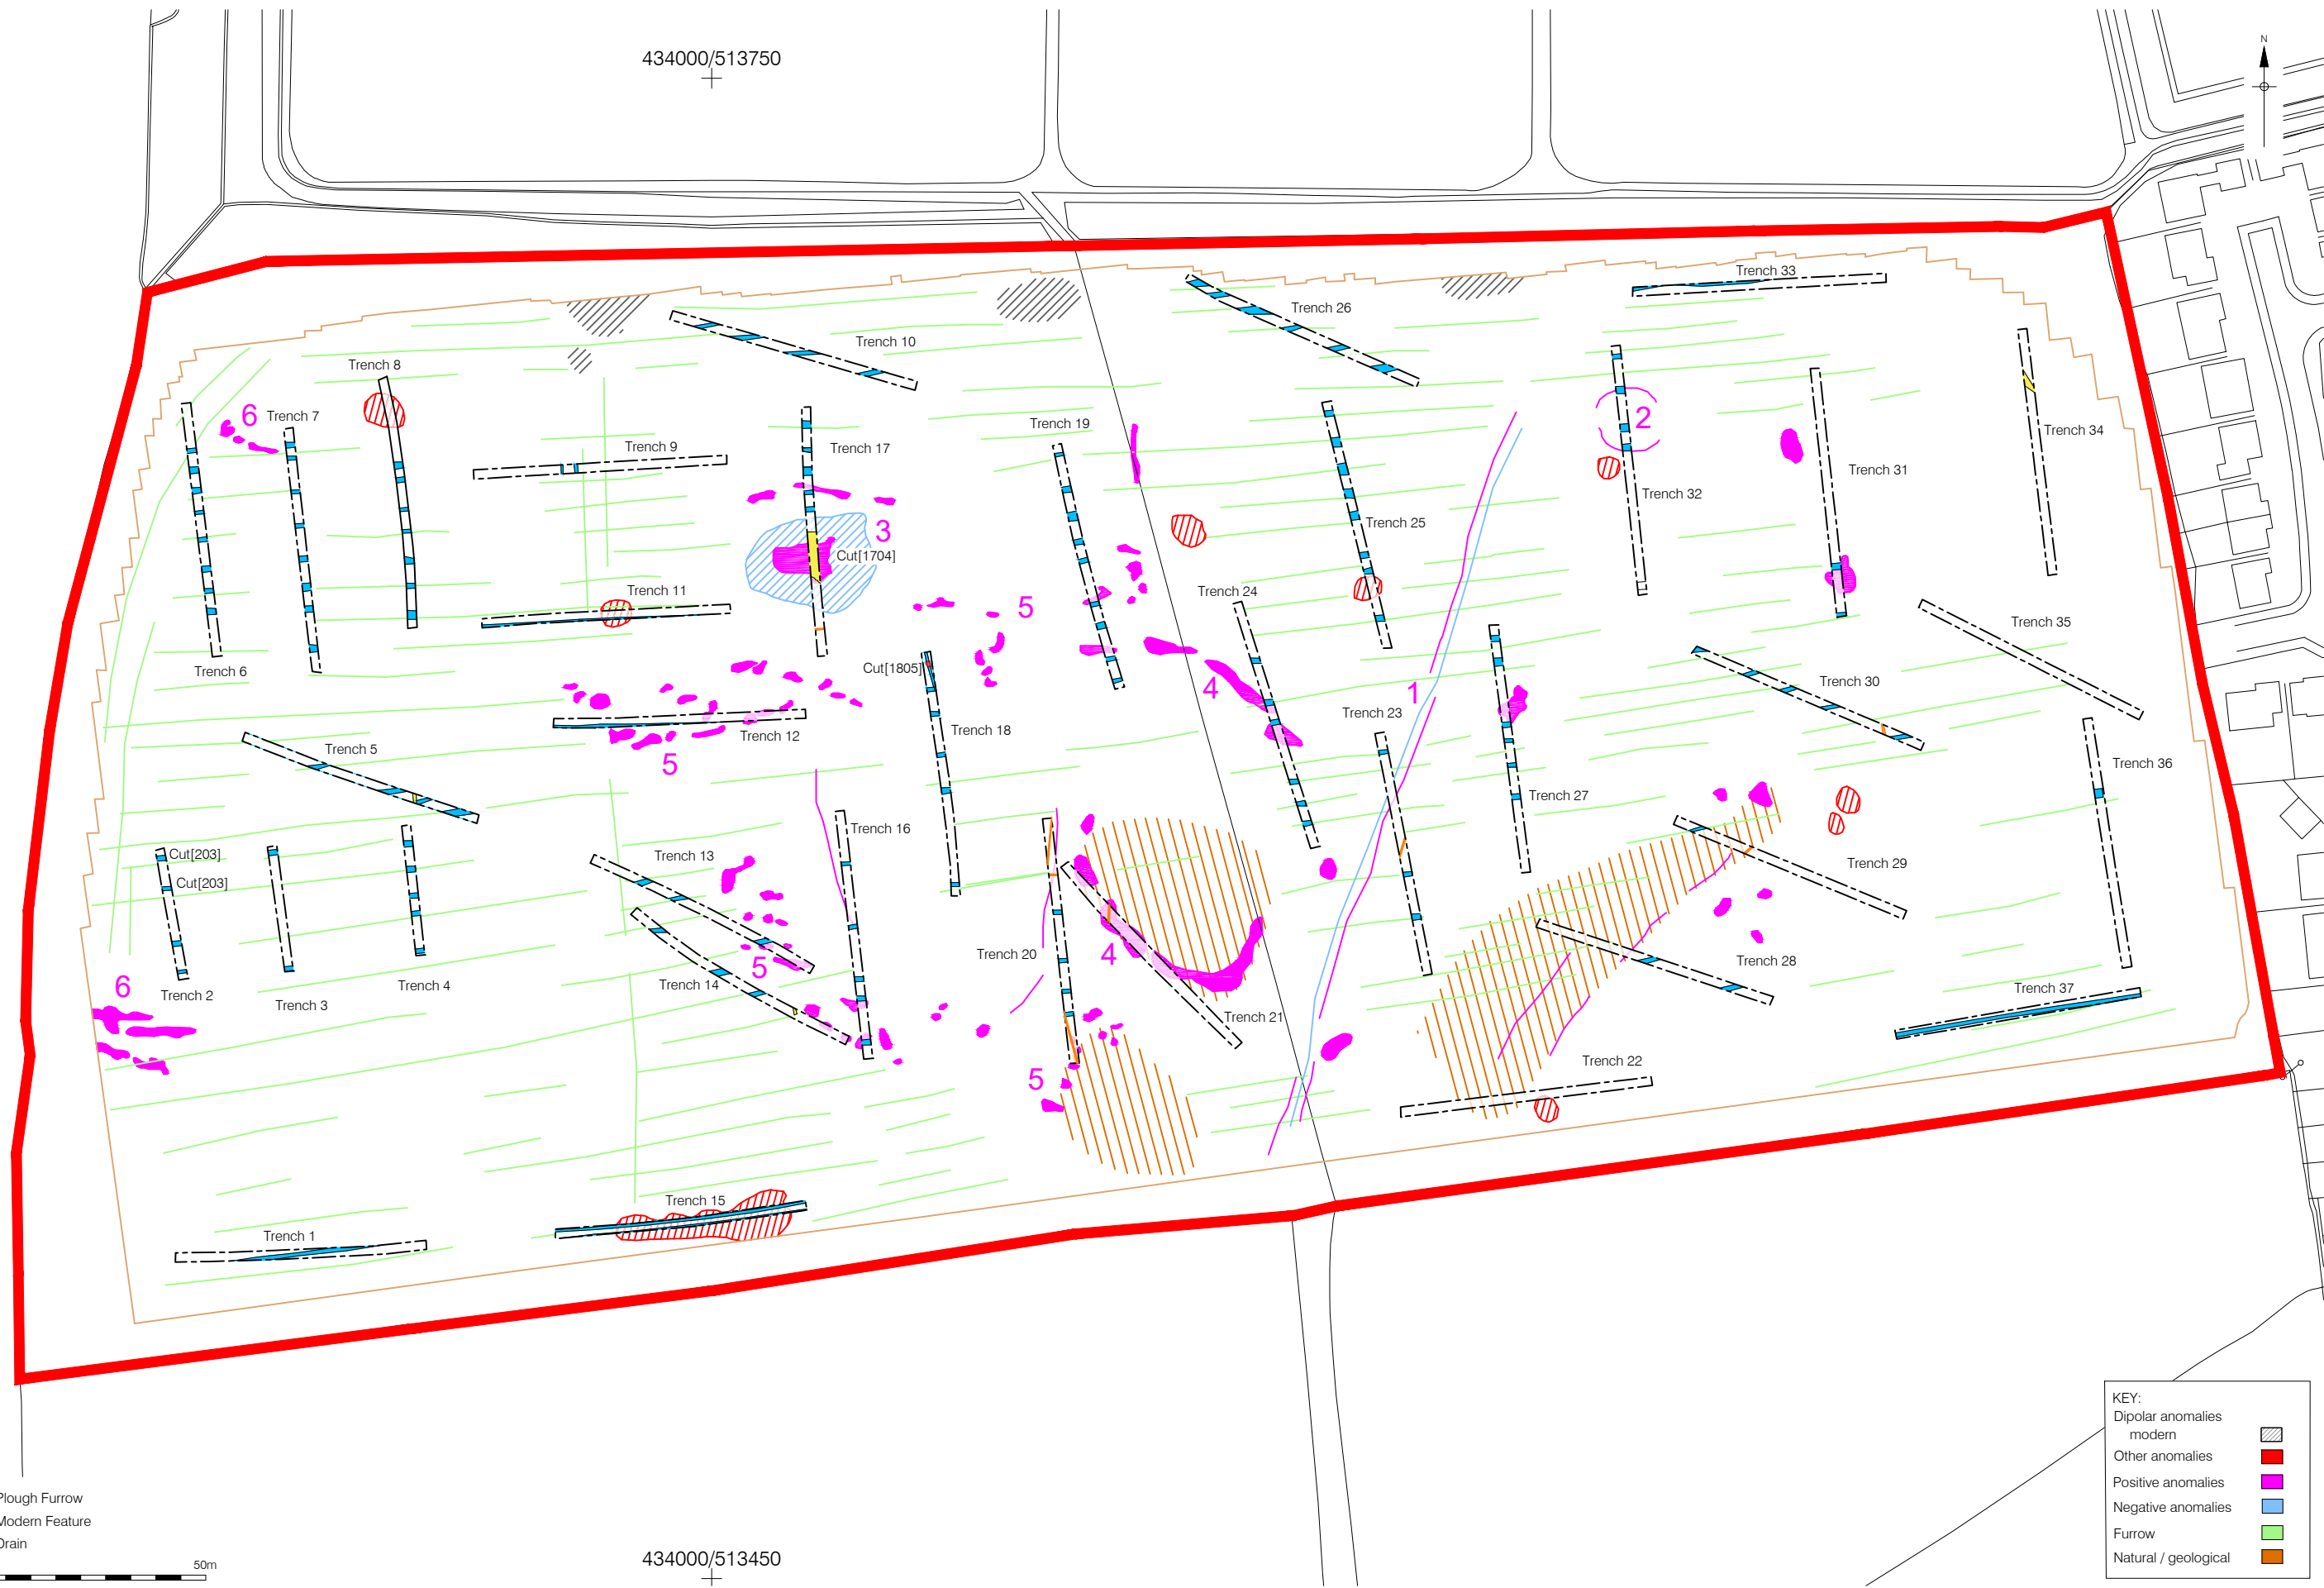 434000/513750
N
Trench 33
Trench 26
Trench 10
Trench 8
6
Trench 7
2
Trench 19
Trench 34
Trench 9
Trench 17
Trench 31
Trench 32
Trench 25
3
Cut[1704]
Trench 11
Trench 24
5
Trench 35
Trench 6
Cut[1805]
4
1
Trench 30
Trench 23
Trench 18
Trench 12
Trench 5
5
Trench 36
Trench 27
Trench 16
Cut[203]
Trench 13
Trench 29
Cut[203]
Trench 20
4
Trench 28
5
Trench 4
Trench 14
6
Trench 2
Trench 3
Trench 37
Trench 21
Trench 22
5
Trench 15
Trench 1
KEY:
Dipolar anomalies
modern
Other anomalies
Positive anomalies
Negative anomalies
Furrow
Natural / geological
Plough Furrow
Modern Feature
Drain
50m
434000/513450